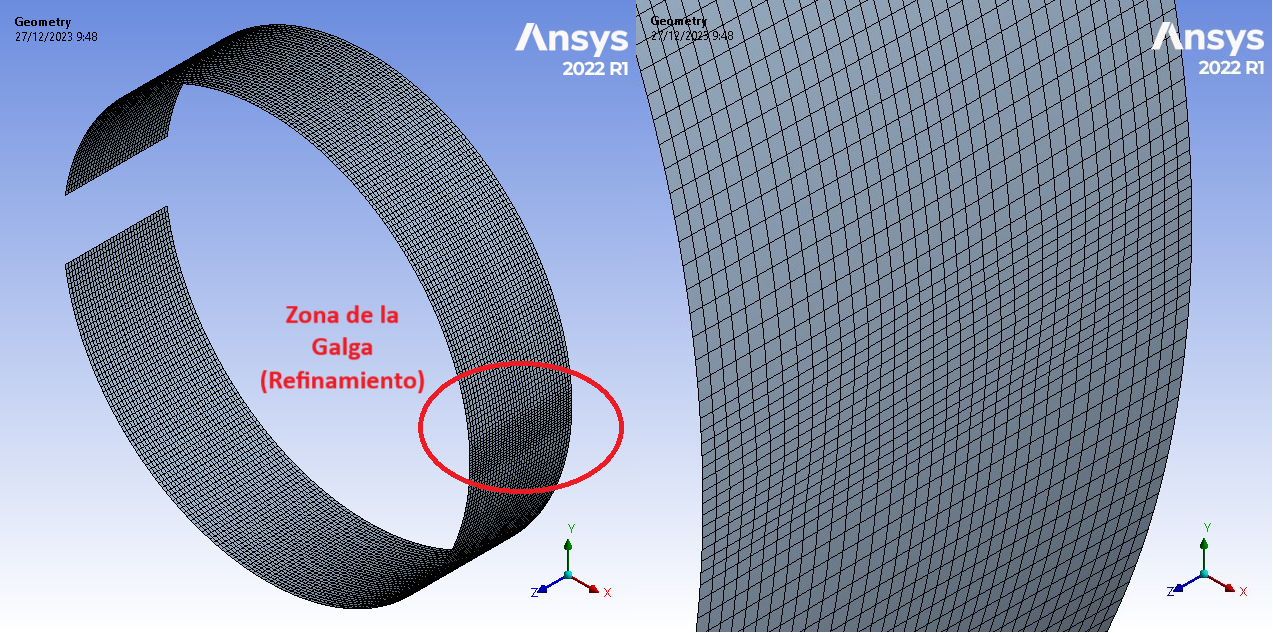 Geometry
27/12/2023 9:48
Ansys
2022 R1
Zona de la
Galga
(Refinamiento)
Y
Z
X
Geometry
27/12/2023 9:48
Ansys
2022 R1
Y
Z
X